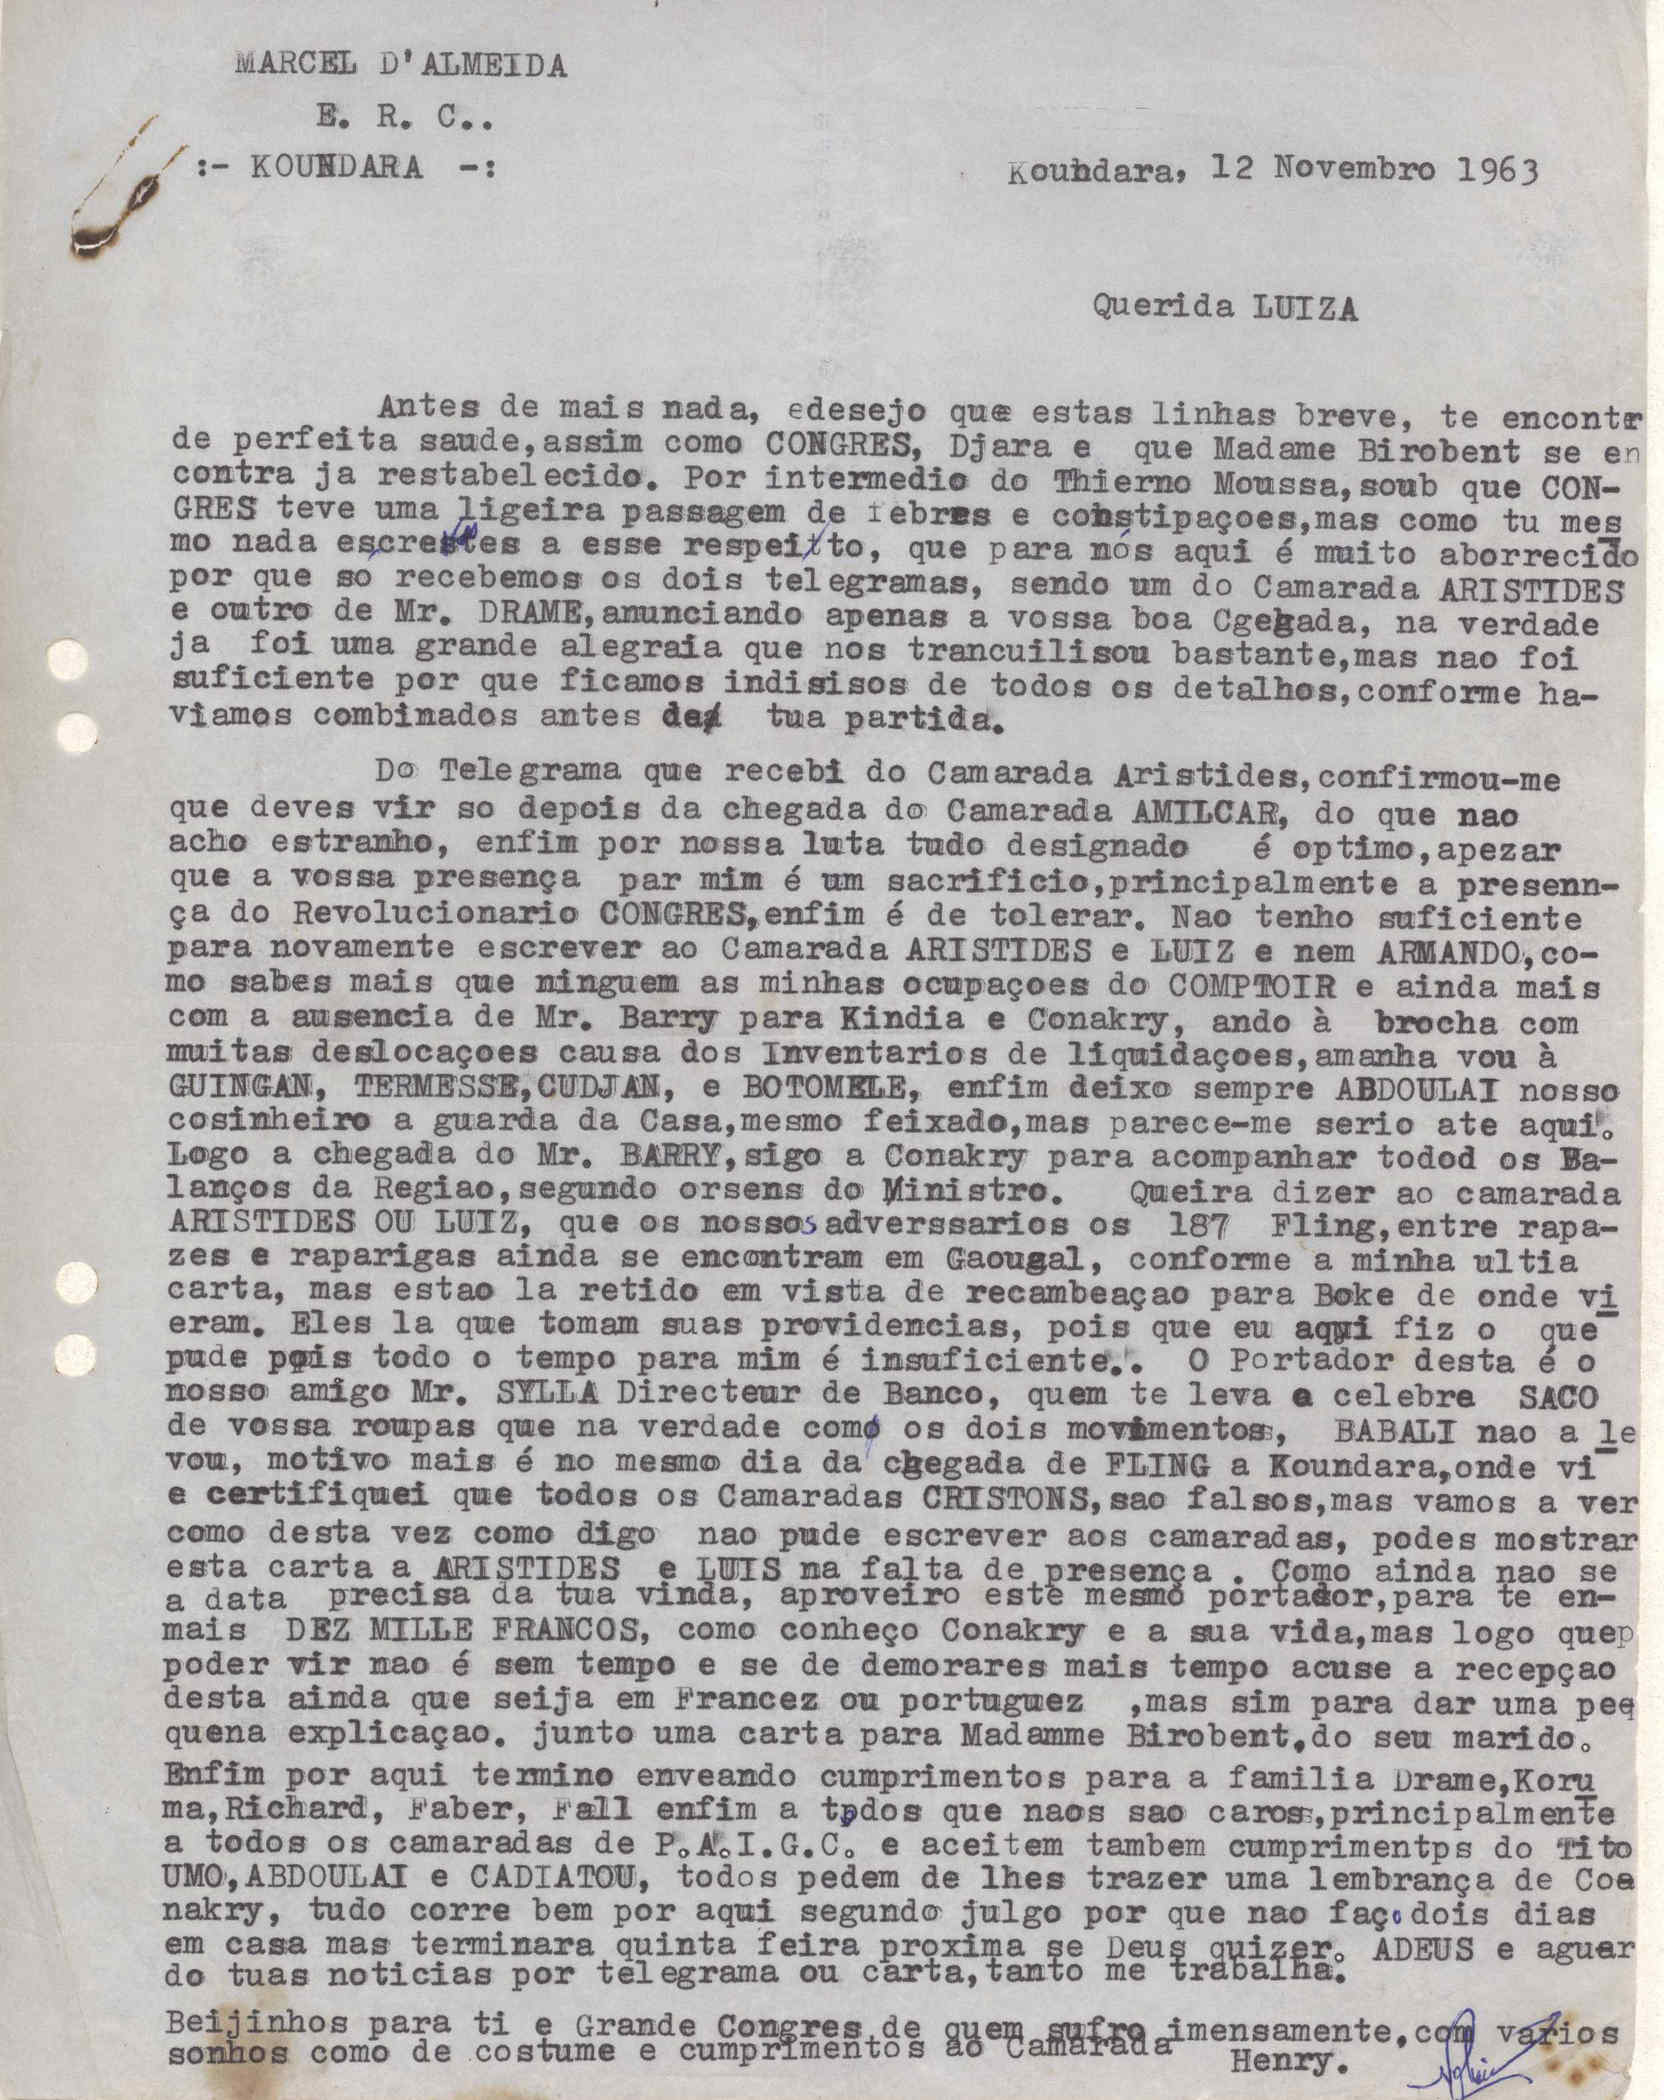 MARCEL D'ALMEIDA
E. R. C..
:- KOUNDARA -:
Koundara, 12 Novembro 1963
Querida LUIZA
Antes de mais nada, edesejo que estas linhas breve, te encontr
de perfeita saude,assim como CONGRES, Djara e que Madame Birobent se en
contra ja restabelecido. Por intermedio do Thierno Moussa,soub que CON-
GRES teve uma ligeira passagem de febres e constipaçoes,mas como tu mes
mo nada escrestes a esse respeitto, que para nós aqui é muito aborrecido
por que so recebemos os dois telegramas, sendo um do Camarada ARISTIDES
e outro de Mr. DRAME,anunciando apenas a vossa boa Cgegada, na verdade
ja foi uma grande alegraia que nos trancuilisou bastante,mas nao foi
suficiente por que ficamos indisisos de todos os detalhos,conforme ha-
viamos combinados antes de tua partida.
Do Telegrama que recebi do Camarada Aristides,confirmou-me
que deves vir so depois da chegada do Camarada AMILCAR, do que nao
acho estranho, enfim por nossa luta tudo designado é optimo,apezar
que a vossa presença par mim é um sacrificio,principalmente a presenn-
ça do Revolucionario CONGRES,enfim é de tolerar. Nao tenho suficiente
para novamente escrever ao Camarada ARISTIDES e LUIZ e nem ARMANDO,co-
mo sabes mais que ninguem as minhas ocupaçoes do COMPTOIR e ainda mais
com a ausencia de Mr. Barry para Kindia e Conakry, ando à brocha com
muitas deslocaçoes causa dos Inventarios de liquidaçoes,amanha vou à
GUINGAN, TERMESSE,CUDJAN, e BOTOMELE, enfim deixo sempre ABDOULAI nosso
cosinheiro a guarda da Casa,mesmo feixado,mas parece-me serio ate aqui.
Logo a chegada do Mr. BARRY,sigo a Conakry para acompanhar todod os Ba-
lanços da Regiao,segundo orsens do Ministro. Queira dizer ao camarada
ARISTIDES OU LUIZ, que os nossos adverssarios os 187 Fling,entre rapa-
zes e raparigas ainda se encontram em Gaougal, conforme a minha ultia
carta, mas estao la retido em vista de recambeaçao para Boke de onde vi
eram. Eles la que tomam suas providencias, pois que eu aqui fiz o que
pude pois todo o tempo para mim é insuficiente.. O Portador desta é o
nosso amigo Mr. SYLLA Directeur de Banco, quem te leva a celebre SACO
de vossa roupas que na verdade como os dois movimentos, BABALI nao a le
vou, motivo mais é no mesmo dia da chegada de FLING a Koundara,onde vi
e certifiquei que todos os Camaradas CRISTONS,sao falsos,mas vamos a ver
como desta vez como digo nao pude escrever aos camaradas, podes mostrar
esta carta a ARISTIDES e LUIS na falta de presença . Como ainda nao se
a data precisa da tua vinda, aproveiro este mesmo portador,para te en-
mais DEZ MILLE FRANCOS, como conheço Conakry e a sua vida,mas logo quep
poder vir nao é sem tempo e se de demorares mais tempo acuse a recepçao
desta ainda que seija em Francez ou portuguez ,mas sim para dar uma peq
quena explicaçao. junto uma carta para Madamme Birobent,do seu marido.
Enfim por aqui termino enveando cumprimentos para a familia Drame,Koru
ma,Richard, Faber, Fall enfim a todos que naos sao caros,principalmente
a todos os camaradas de P.A.I.G.C. e aceitem tambem cumprimentps do Tito
UMO,ABDOULAI e CADIATOU, todos pedem de lhes trazer uma lembrança de Coa
nakry, tudo corre bem por aqui segundo julgo por que nao faço dois dias
em casa mas terminara quinta feira proxima se Deus quizer. ADEUS e aguar
do tuas noticias por telegrama ou carta,tanto me trabalha.
Beijinhos para ti e Grande Congres de quem sufro imensamente,com varios
sonhos como de costume e cumprimentos ao Camarada Henry.